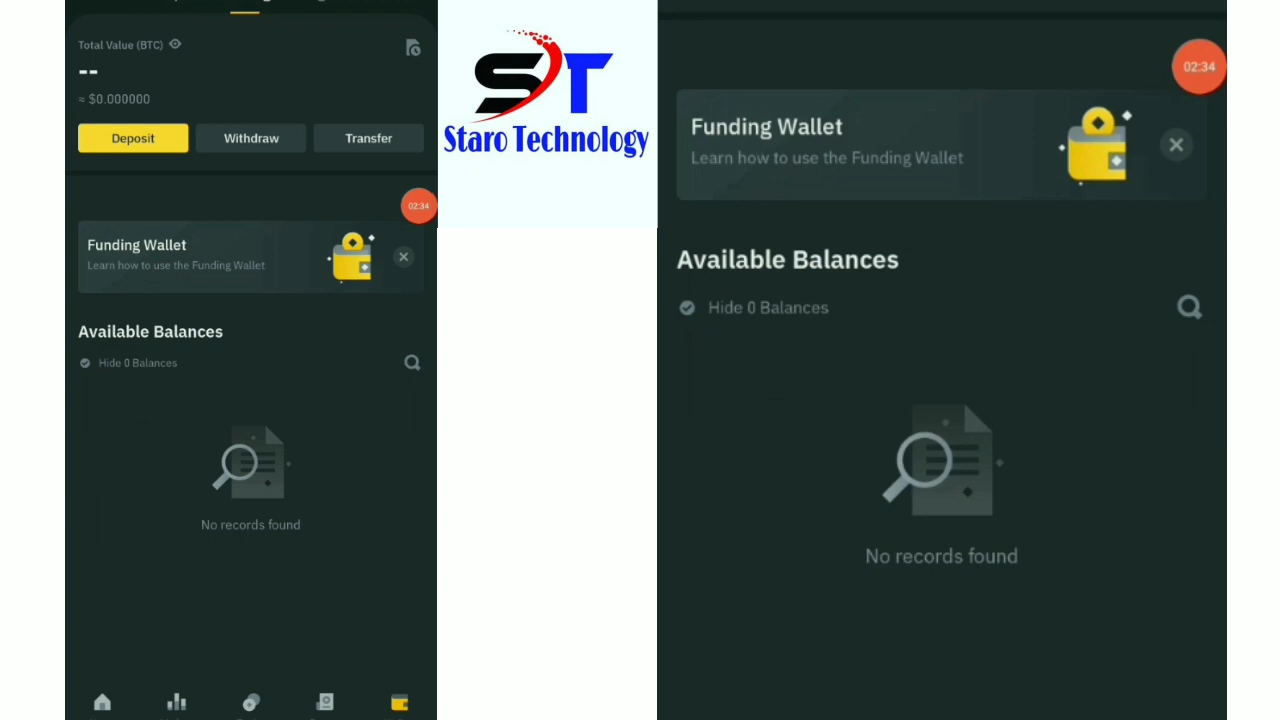 Total Value (BTC)
--
≈ $0.000000
Deposit
Withdraw
Transfer
02:34
Funding Wallet
Learn how to use the Funding Wallet
Available Balances
Hide 0 Balances
No records found
ST
Staro Technology
02:34
Funding Wallet
Learn how to use the Funding Wallet
Available Balances
Hide 0 Balances
No records found